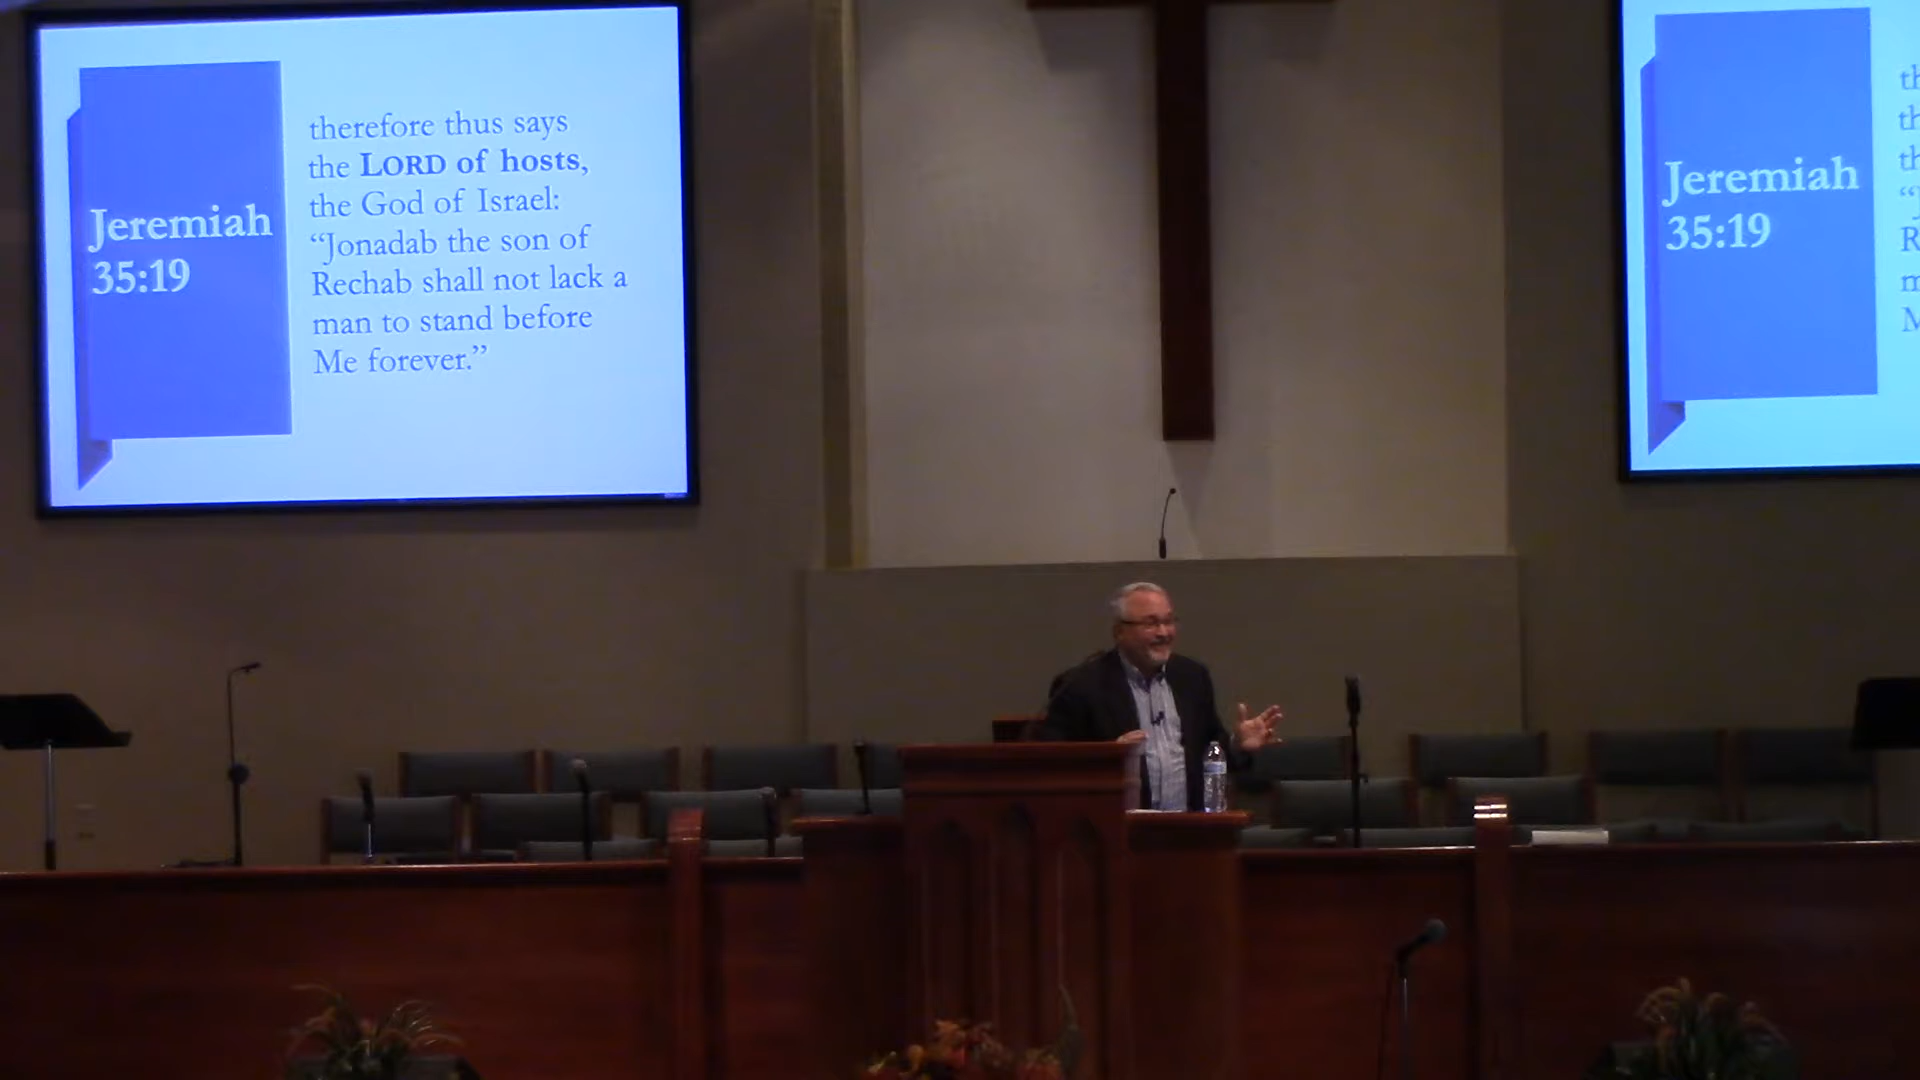 Jeremiah
35:19
therefore thus says
the LORD of hosts,
the God of Israel:
“Jonadab the son of
Rechab shall not lack a
man to stand before
Me forever.”
Jeremiah
35:19